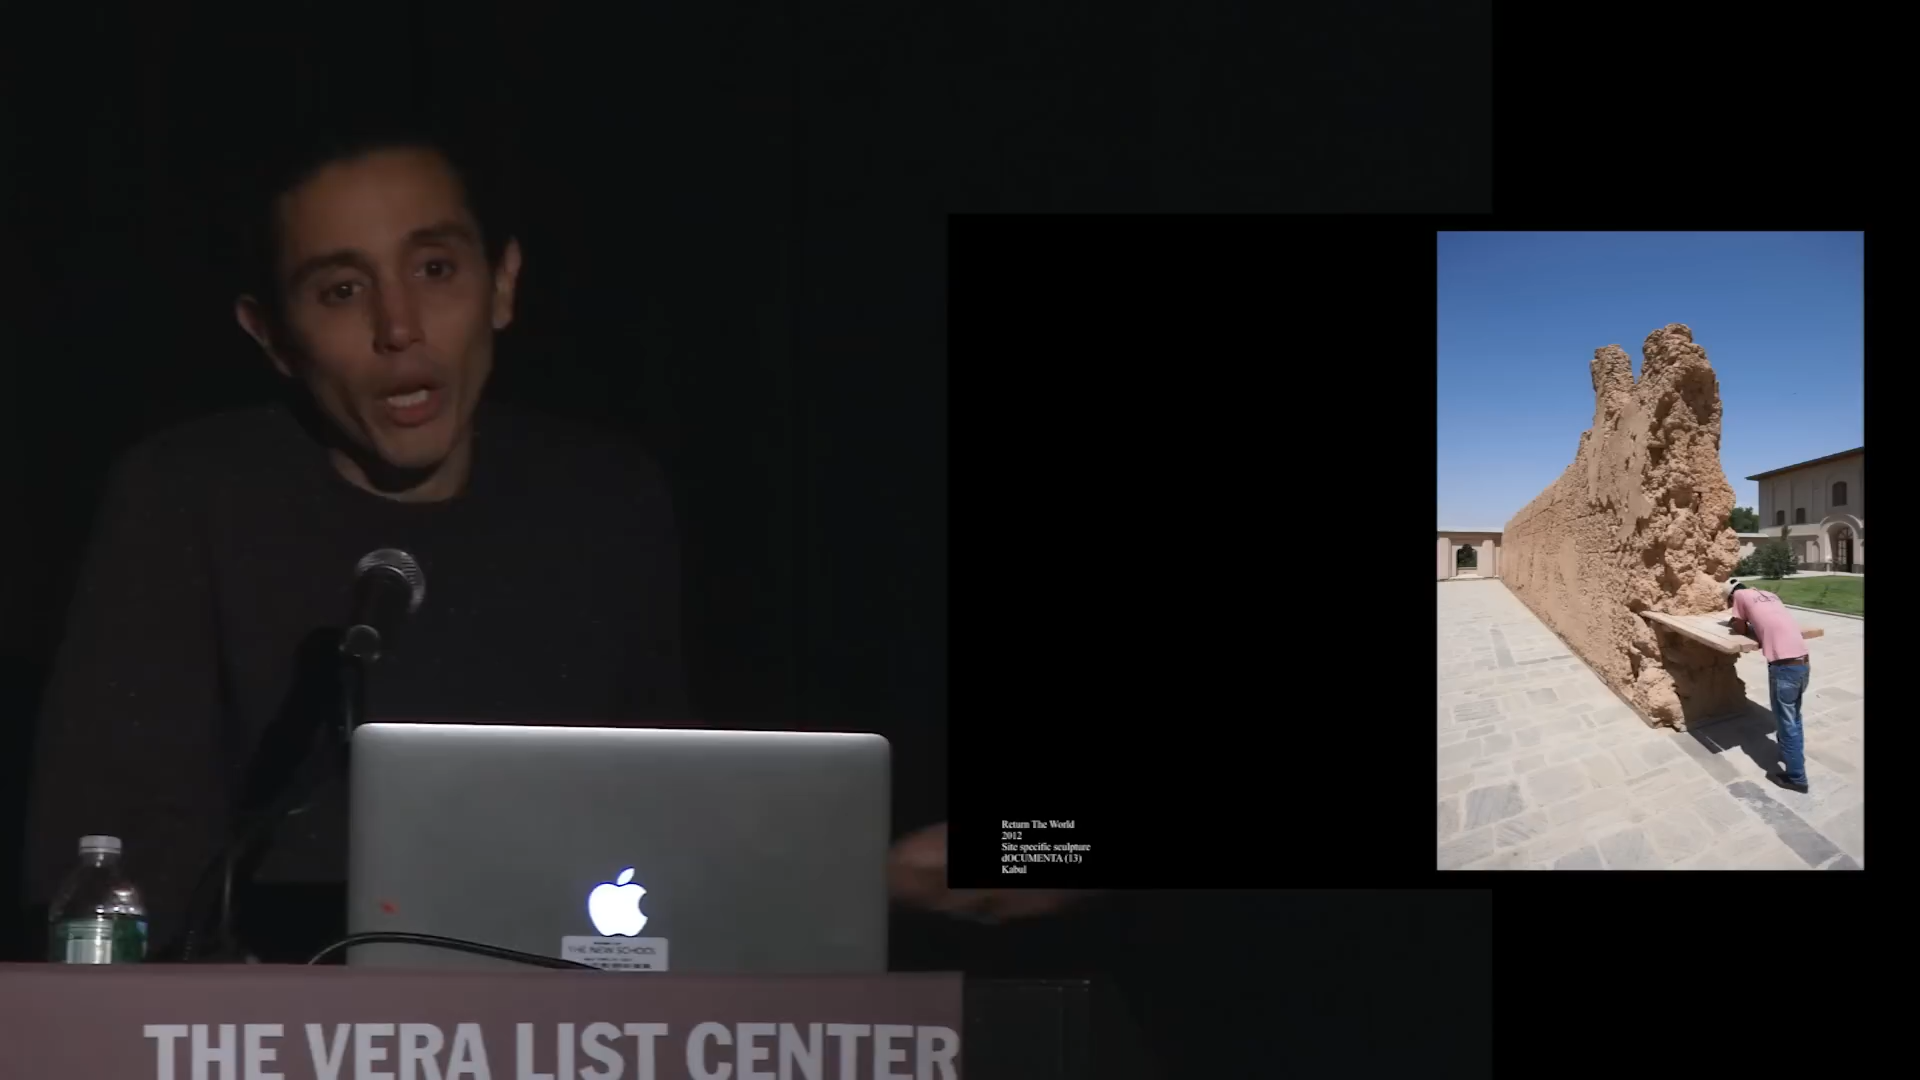 Return The World
2012
Site specific sculpture
dOCUMENTA (13)
Kabul
THE NEW SCHOOL
THE VERA LIST CENTER